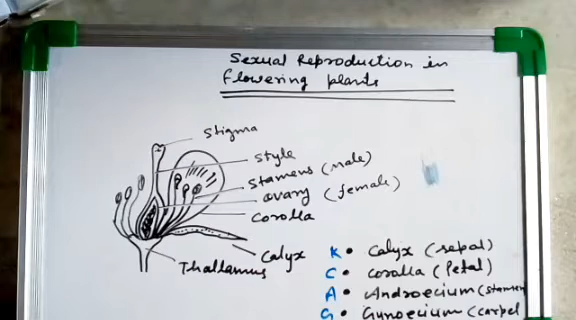 Sexual Reproduction in
flowering plants
Stigma
style
stamens (male)
ovary (female)
corolla
Calyx
Thallamus
K • Calyx (sepal)
C • corolla (Petal)
A • Androecium (stamen
G • Gynoecium (carpel